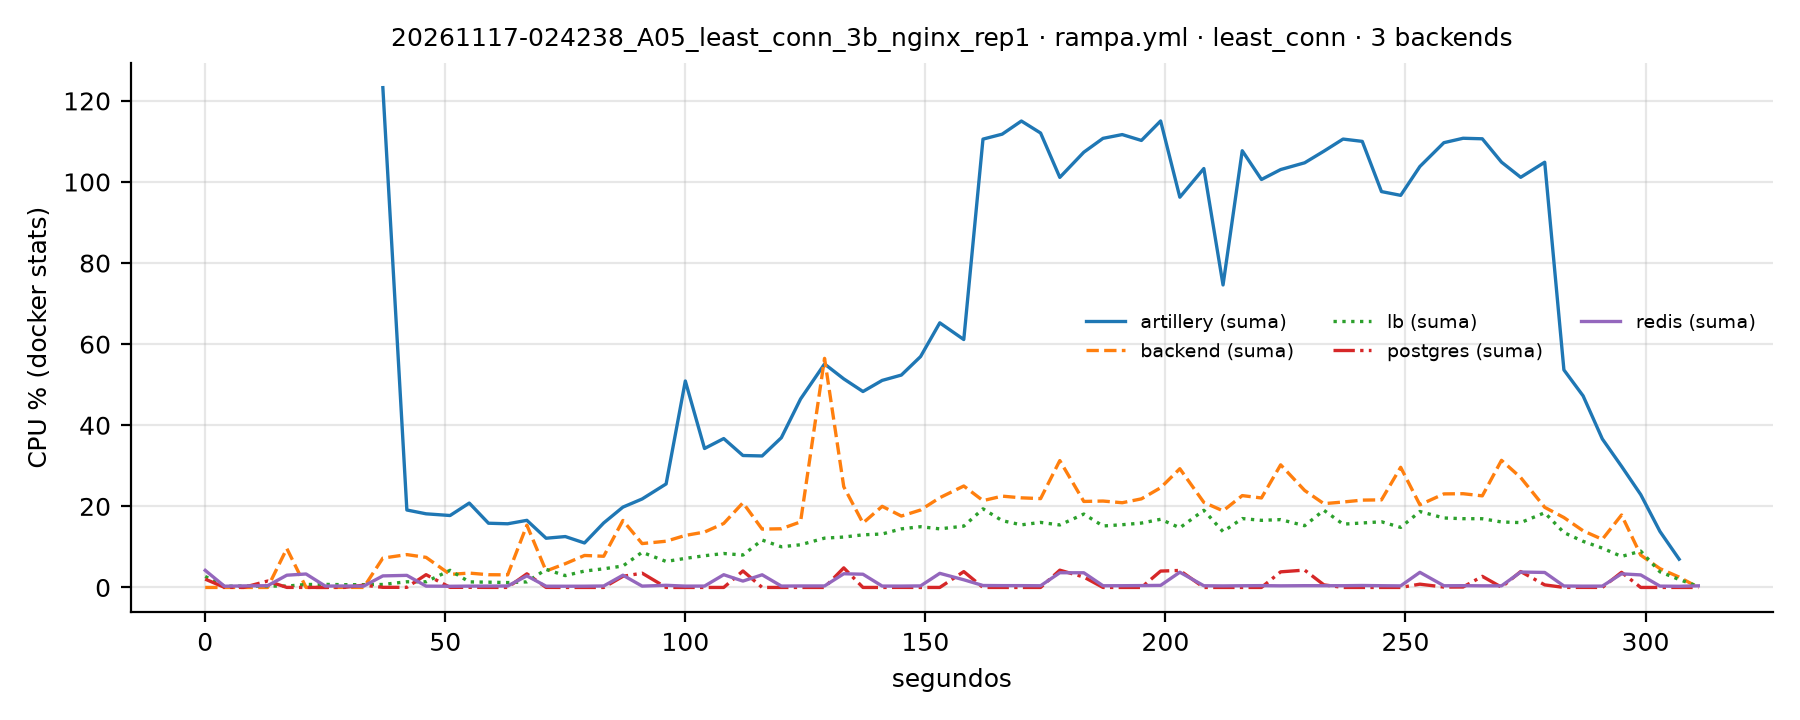 20261117-024238_A05_least_conn_3b_nginx_rep1 · rampa.yml · least_conn · 3 backends
CPU % (docker stats)
120
100
80
60
40
20
0
artillery (suma)
backend (suma)
lb (suma)
postgres (suma)
redis (suma)
0 50 100 150 200 250 300
segundos